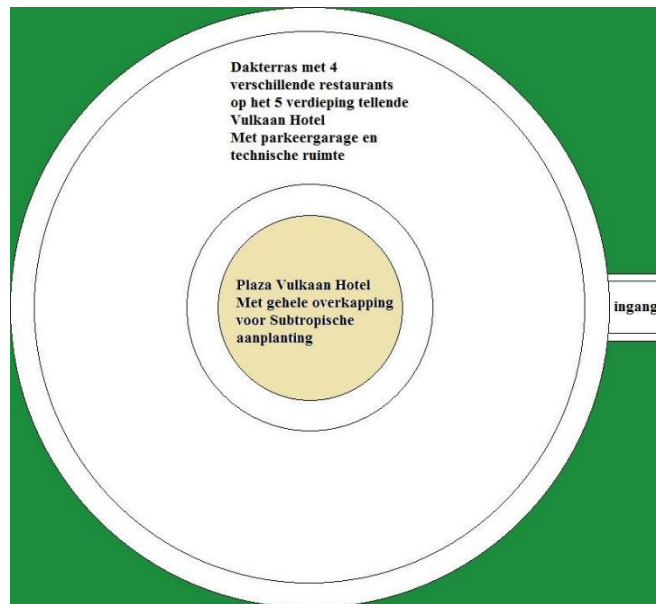 Dakterras met 4
verschillende restaurants
op het 5 verdieping tellende
Vulkaan Hotel
Met parkeergarage en
technische ruimte
Plaza Vulkaan Hotel
Met gehele overkapping
voor Subtropische
aanplanting
ingang